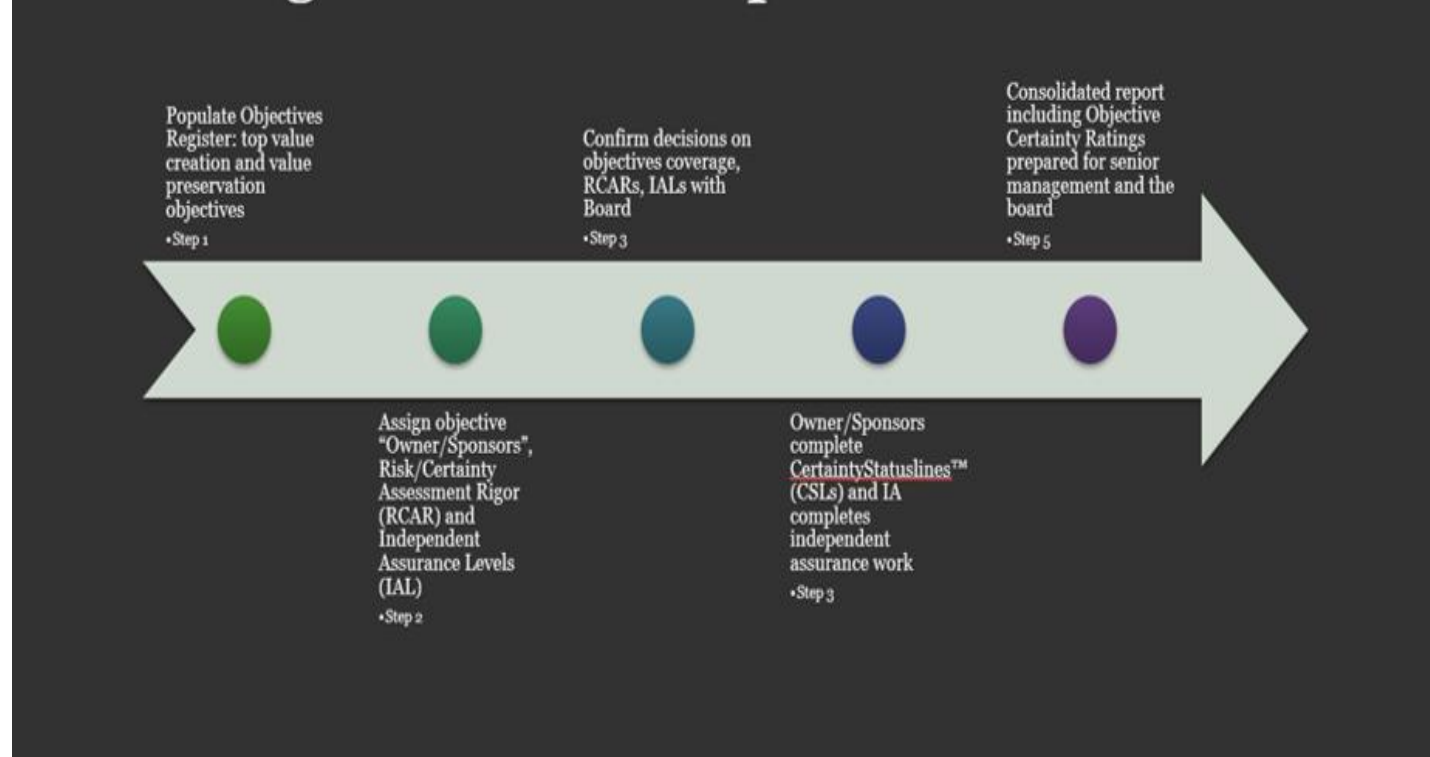 Populate Objectives
Register: top value
creation and value
preservation
objectives
•Step 1
Assign objective
“Owner/Sponsors”,
Risk/Certainty
Assessment Rigor
(RCAR) and
Independent
Assurance Levels
(IAL)
•Step 2
Confirm decisions on
objectives coverage,
RCARs, IALs with
Board
•Step 3
Owner/Sponsors
complete
CertaintyStatuslines™
(CSLs) and IA
completes
independent
assurance work
•Step 3
Consolidated report
including Objective
Certainty Ratings
prepared for senior
management and the
board
•Step 5